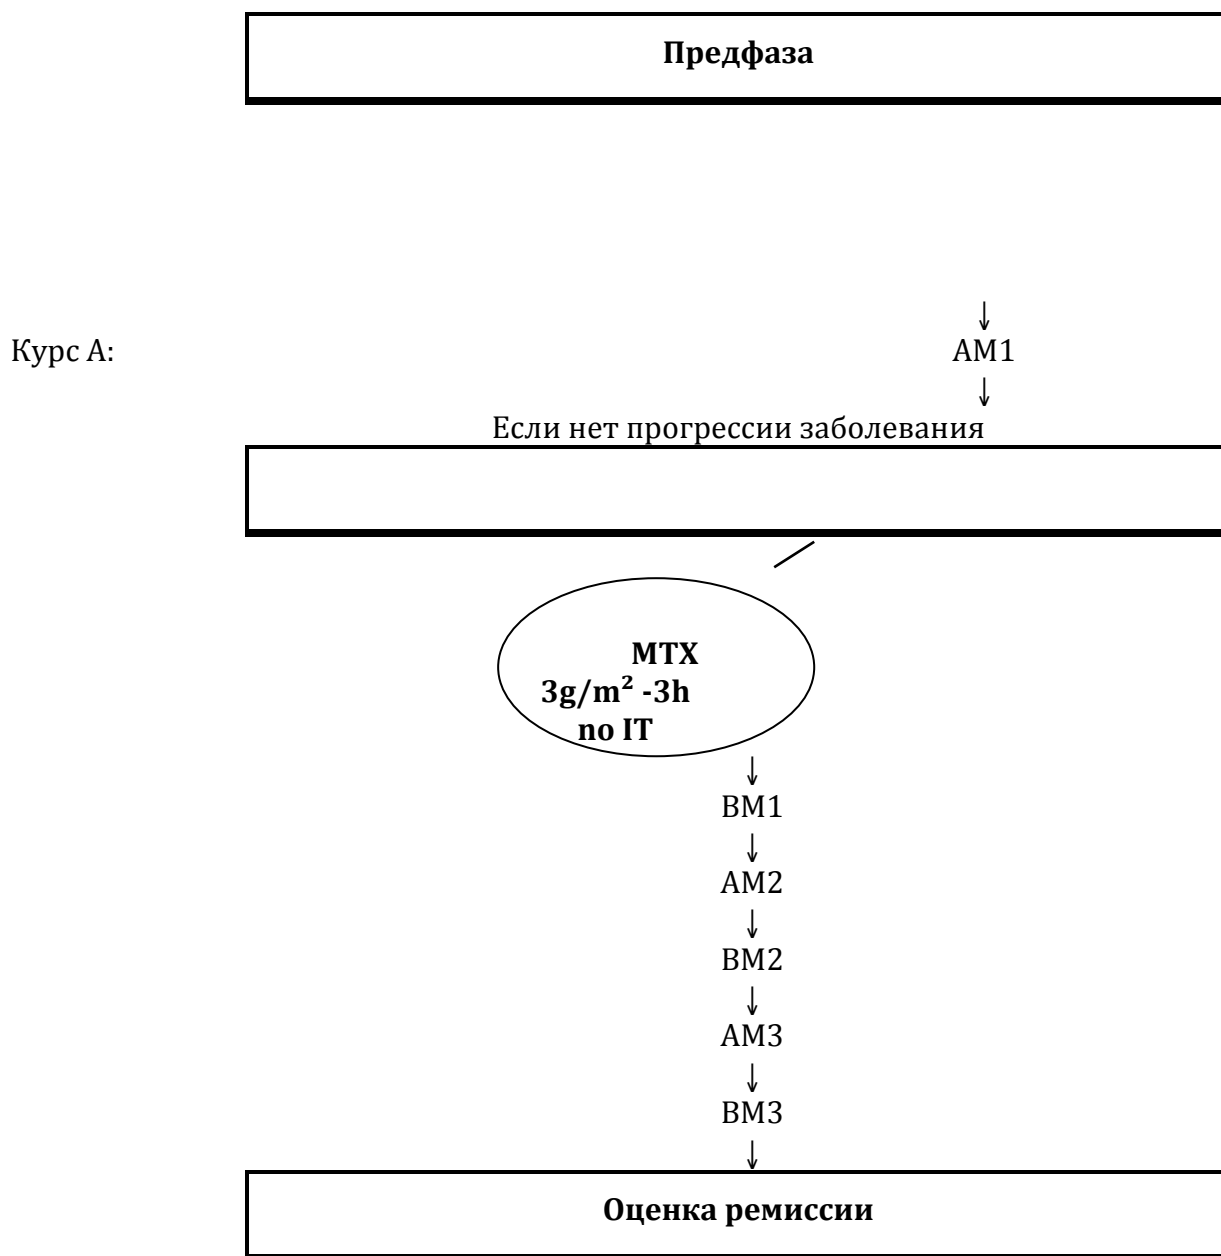 Предфаза
↓
Курс А: AM1
↓
Если нет прогрессии заболевания
MTX
3g/m² -3h
no IT
↓
BM1
↓
AM2
↓
BM2
↓
AM3
↓
BM3
↓
Оценка ремиссии